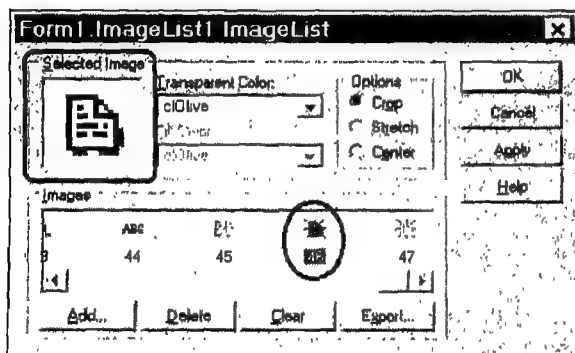 Form1.ImageList1 ImageList
Selected Image
Transparent Color:
clOlive
Options
Crop
Stretch
Center
OK
Cancel
Apply
Help
Images
ABC
44 45 47
Add... Delete Clear Export...